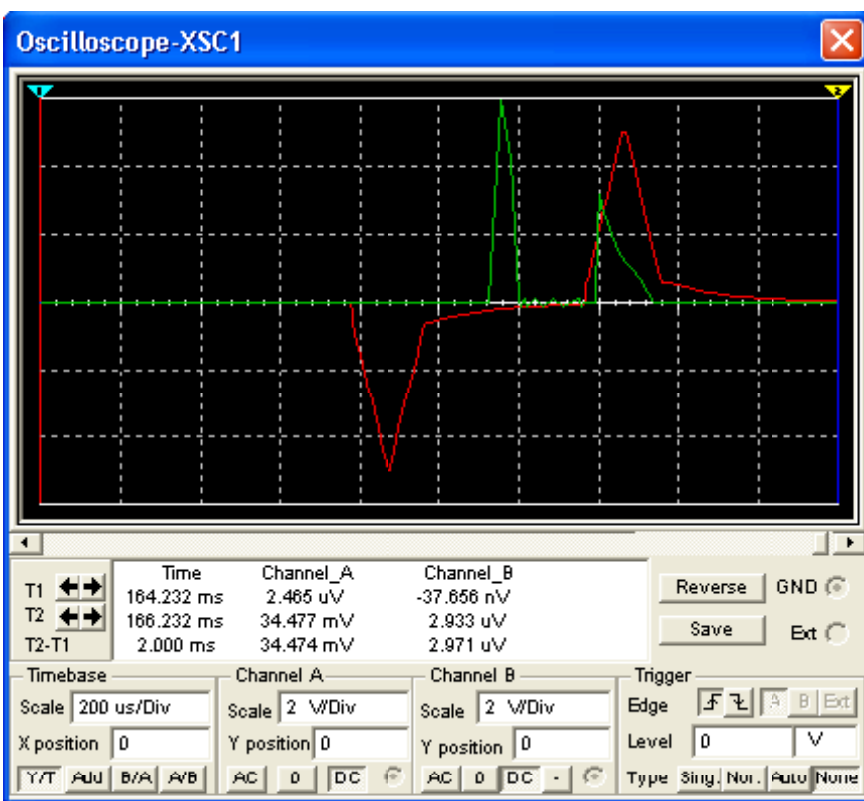 Oscilloscope-XSC1
1 2
Time Channel_A Channel_B
T1 164.232 ms 2.465 uV -37.656 nV
T2 166.232 ms 34.477 mV 2.933 uV
T2-T1 2.000 ms 34.474 mV 2.971 uV
Reverse GND
Save Ext
Timebase
Scale 200 us/Div
X position 0
Y/T Add B/A A/B
Channel A
Scale 2 V/Div
Y position 0
AC 0 DC
Channel B
Scale 2 V/Div
Y position 0
AC 0 DC -
Trigger
Edge A B Ext
Level 0 V
Type Sing. Nor. Auto None